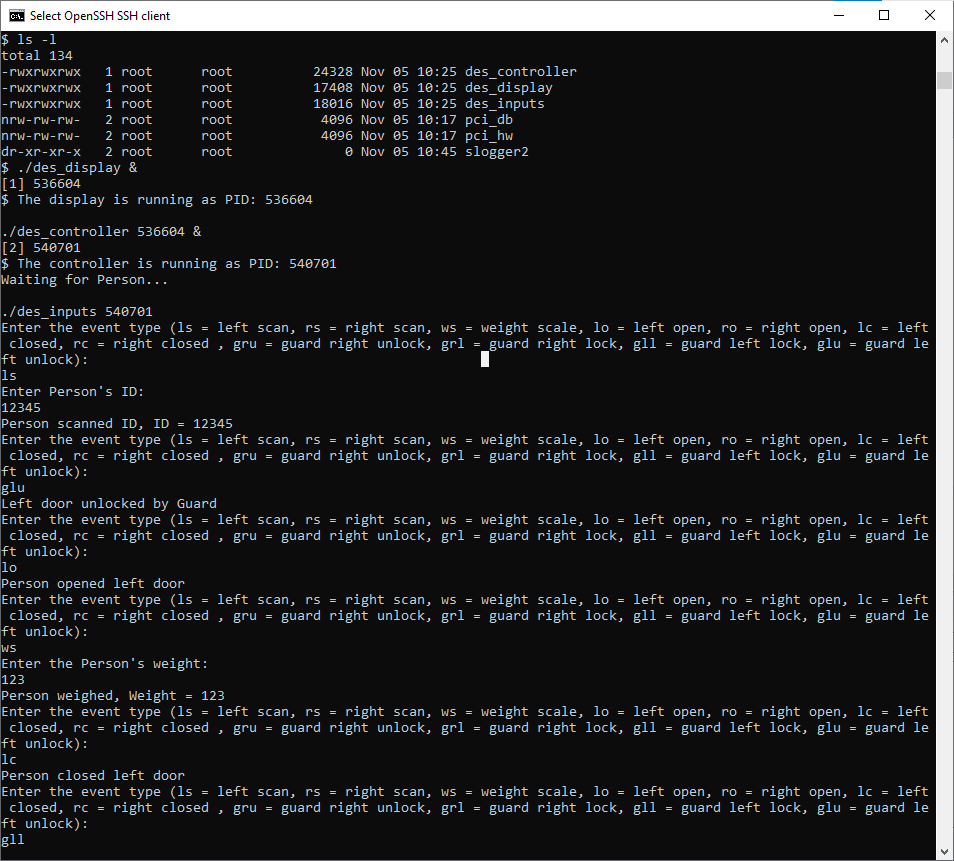 Select OpenSSH SSH client
$ ls -l
total 134
-rwxrwxrwx   1 root      root          24328 Nov 05 10:25 des_controller
-rwxrwxrwx   1 root      root          17408 Nov 05 10:25 des_display
-rwxrwxrwx   1 root      root          18016 Nov 05 10:25 des_inputs
nrw-rw-rw-   2 root      root           4096 Nov 05 10:17 pci_db
nrw-rw-rw-   2 root      root           4096 Nov 05 10:17 pci_hw
dr-xr-xr-x   2 root      root              0 Nov 05 10:45 slogger2
$ ./des_display &
[1] 536604
$ The display is running as PID: 536604
./des_controller 536604 &
[2] 540701
$ The controller is running as PID: 540701
Waiting for Person...
./des_inputs 540701
Enter the event type (ls = left scan, rs = right scan, ws = weight scale, lo = left open, ro = right open, lc = left
 closed, rc = right closed , gru = guard right unlock, grl = guard right lock, gll = guard left lock, glu = guard le
ft unlock):
ls
Enter Person's ID:
12345
Person scanned ID, ID = 12345
Enter the event type (ls = left scan, rs = right scan, ws = weight scale, lo = left open, ro = right open, lc = left
 closed, rc = right closed , gru = guard right unlock, grl = guard right lock, gll = guard left lock, glu = guard le
ft unlock):
glu
Left door unlocked by Guard
Enter the event type (ls = left scan, rs = right scan, ws = weight scale, lo = left open, ro = right open, lc = left
 closed, rc = right closed , gru = guard right unlock, grl = guard right lock, gll = guard left lock, glu = guard le
ft unlock):
lo
Person opened left door
Enter the event type (ls = left scan, rs = right scan, ws = weight scale, lo = left open, ro = right open, lc = left
 closed, rc = right closed , gru = guard right unlock, grl = guard right lock, gll = guard left lock, glu = guard le
ft unlock):
ws
Enter the Person's weight:
123
Person weighed, Weight = 123
Enter the event type (ls = left scan, rs = right scan, ws = weight scale, lo = left open, ro = right open, lc = left
 closed, rc = right closed , gru = guard right unlock, grl = guard right lock, gll = guard left lock, glu = guard le
ft unlock):
lc
Person closed left door
Enter the event type (ls = left scan, rs = right scan, ws = weight scale, lo = left open, ro = right open, lc = left
 closed, rc = right closed , gru = guard right unlock, grl = guard right lock, gll = guard left lock, glu = guard le
ft unlock):
gll